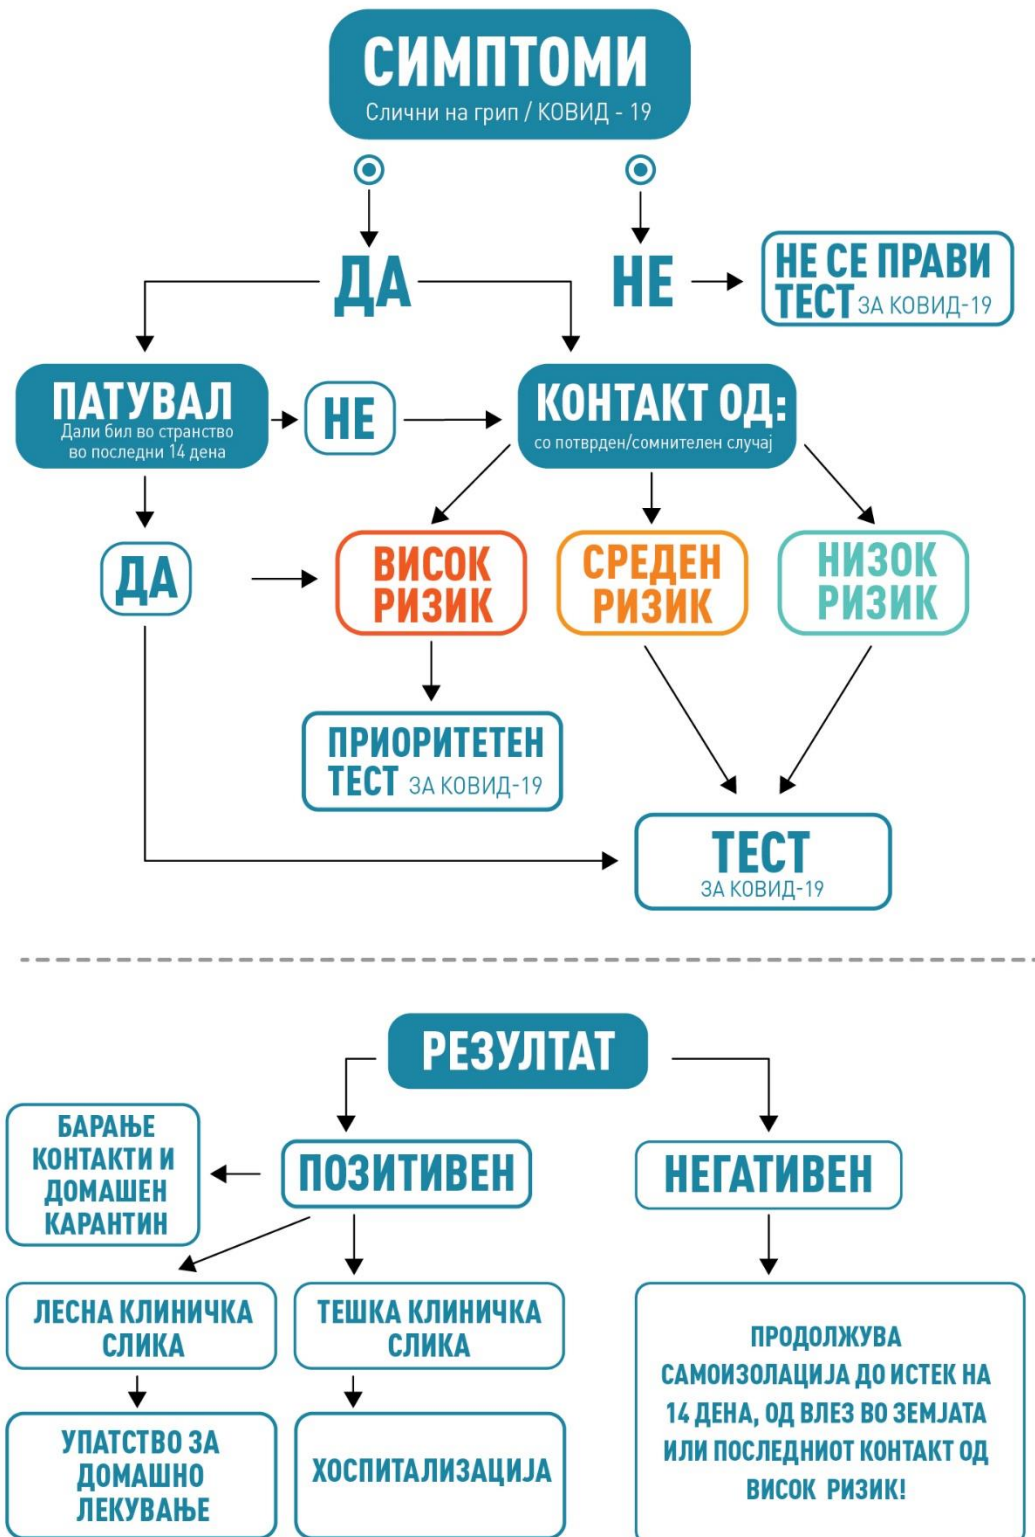 СИМПТОМИ
Слични на грип / КОВИД - 19
ДА
НЕ
НЕ СЕ ПРАВИ
ТЕСТ ЗА КОВИД-19
ПАТУВАЛ
Дали бил во странство
во последни 14 дена
НЕ
КОНТАКТ ОД:
со потврден/сомнителен случај
ДА
ВИСОК
РИЗИК
СРЕДЕН
РИЗИК
НИЗОК
РИЗИК
ПРИОРИТЕТЕН
ТЕСТ ЗА КОВИД-19
ТЕСТ
ЗА КОВИД-19
РЕЗУЛТАТ
БАРАЊЕ
КОНТАКТИ И
ДОМАШЕН
КАРАНТИН
ПОЗИТИВЕН
НЕГАТИВЕН
ЛЕСНА КЛИНИЧКА
СЛИКА
ТЕШКА КЛИНИЧКА
СЛИКА
УПАТСТВО ЗА
ДОМАШНО
ЛЕКУВАЊЕ
ХОСПИТАЛИЗАЦИЈА
ПРОДОЛЖУВА
САМОИЗОЛАЦИЈА ДО ИСТЕК НА
14 ДЕНА, ОД ВЛЕЗ ВО ЗЕМЈАТА
ИЛИ ПОСЛЕДНИОТ КОНТАКТ ОД
ВИСОК РИЗИК!